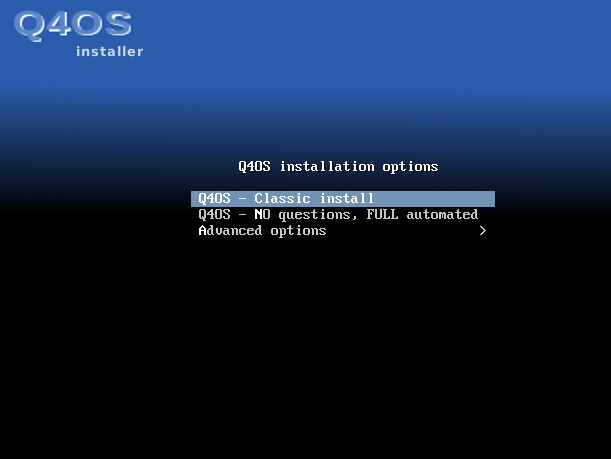 Q4OS
installer
Q4OS installation options
Q4OS - Classic install
Q4OS - NO questions, FULL automated
Advanced options >